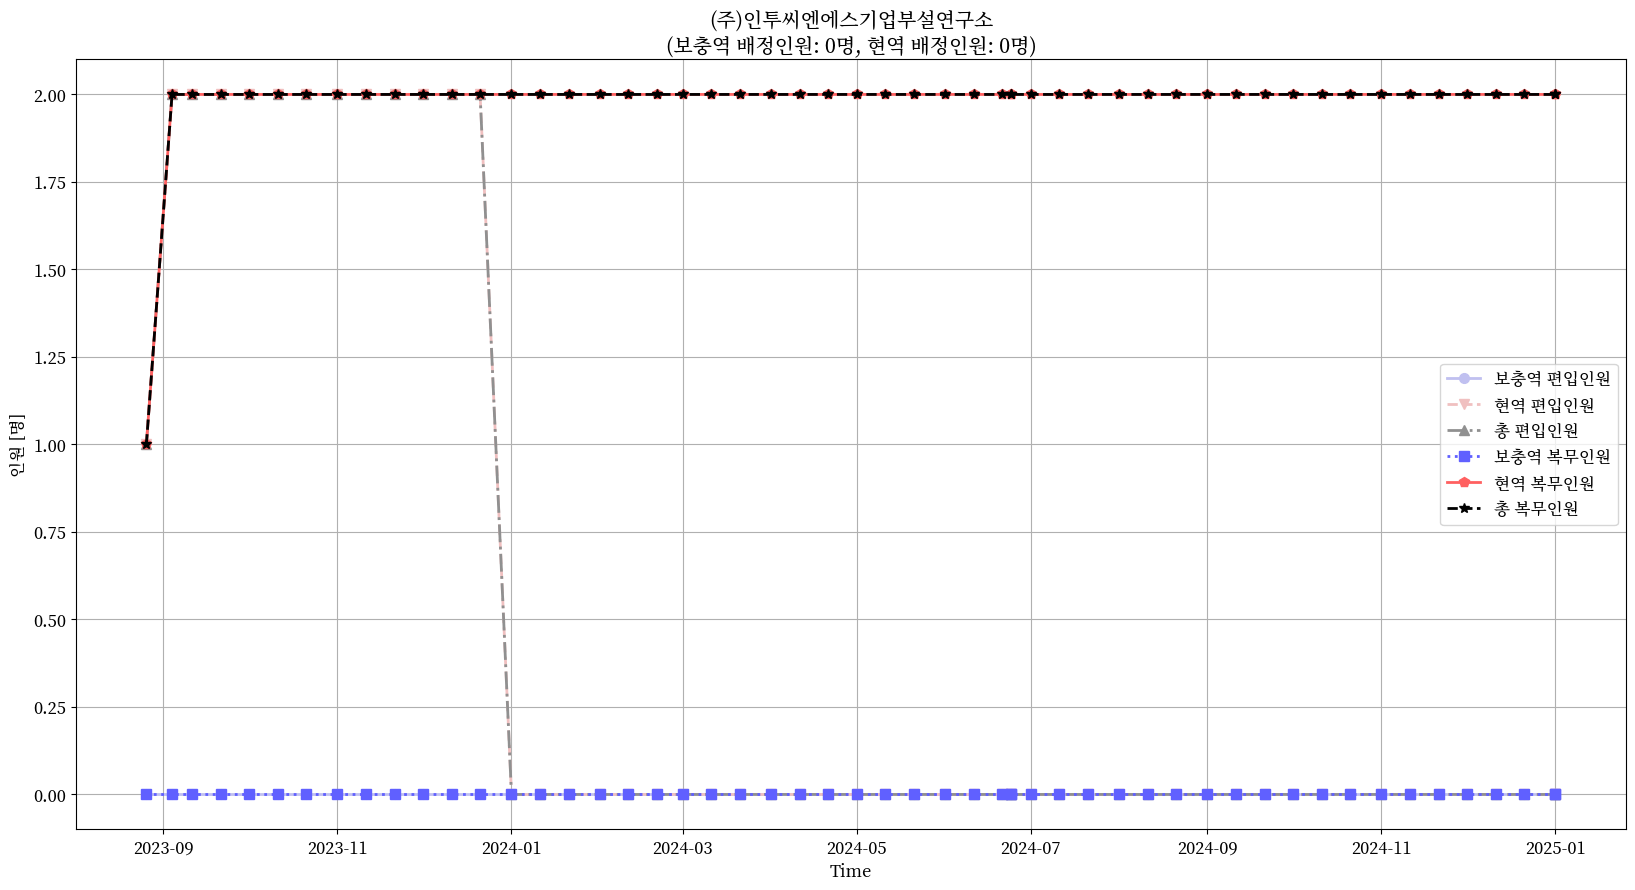 (주)인투씨엔에스기업부설연구소
(보충역 배정인원: 0명, 현역 배정인원: 0명)
인원 [명]
2.00
1.75
1.50
1.25
1.00
0.75
0.50
0.25
0.00
보충역 편입인원
현역 편입인원
총 편입인원
보충역 복무인원
현역 복무인원
총 복무인원
2023-09
2023-11
2024-01
2024-03
2024-05
2024-07
2024-09
2024-11
2025-01
Time